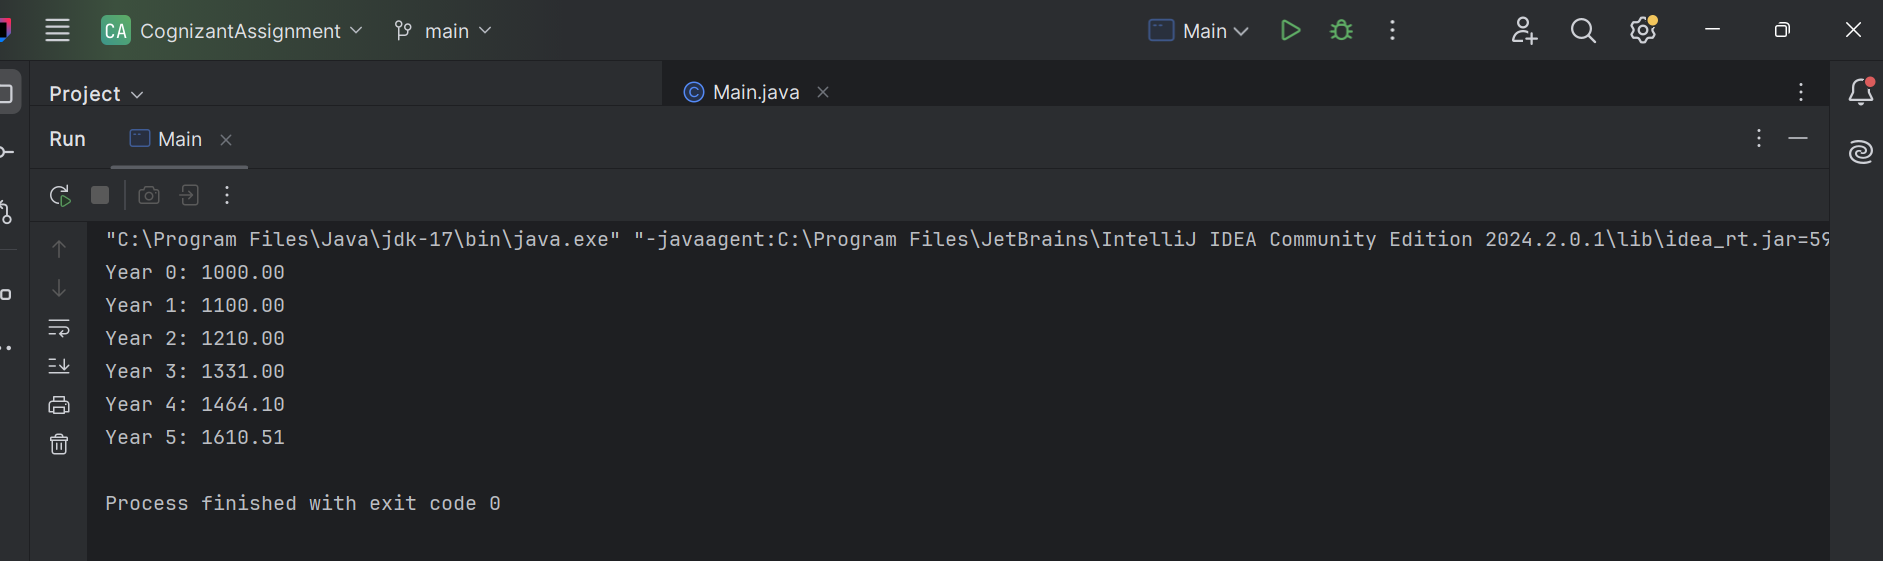 CA CognizantAssignment main Main
Project Main.java
Run Main
"C:\Program Files\Java\jdk-17\bin\java.exe" "-javaagent:C:\Program Files\JetBrains\IntelliJ IDEA Community Edition 2024.2.0.1\lib\idea_rt.jar=59
Year 0: 1000.00
Year 1: 1100.00
Year 2: 1210.00
Year 3: 1331.00
Year 4: 1464.10
Year 5: 1610.51
Process finished with exit code 0